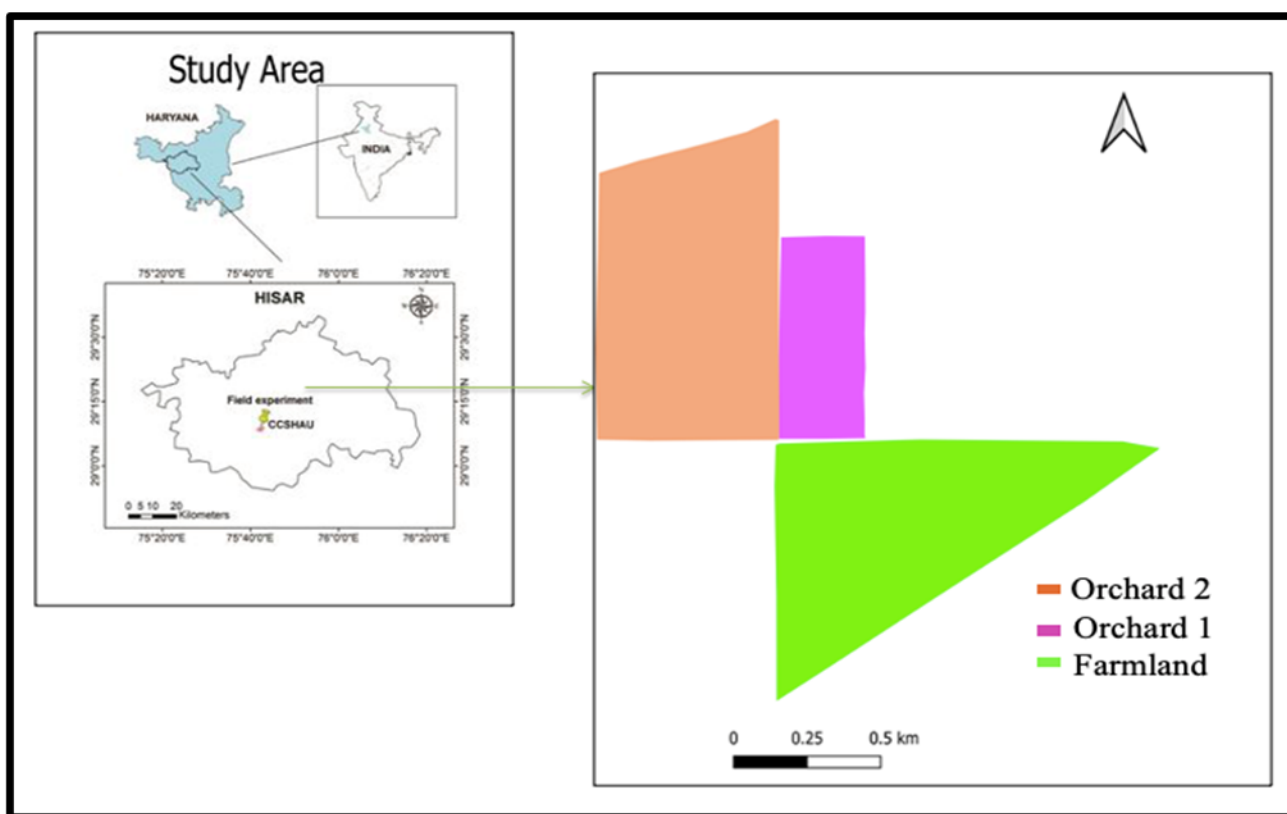 Study Area
HARYANA
INDIA
75°20'0"E 75°40'0"E 76°0'0"E 76°20'0"E
HISAR
N
29°30'0"N
29°15'0"N
29°0'0"N
29°30'0"N
29°15'0"N
29°0'0"N
Field experiment
CCSHAU
0 5 10 20
Kilometers
75°20'0"E 75°40'0"E 76°0'0"E 76°20'0"E
Orchard 2
Orchard 1
Farmland
0 0.25 0.5 km